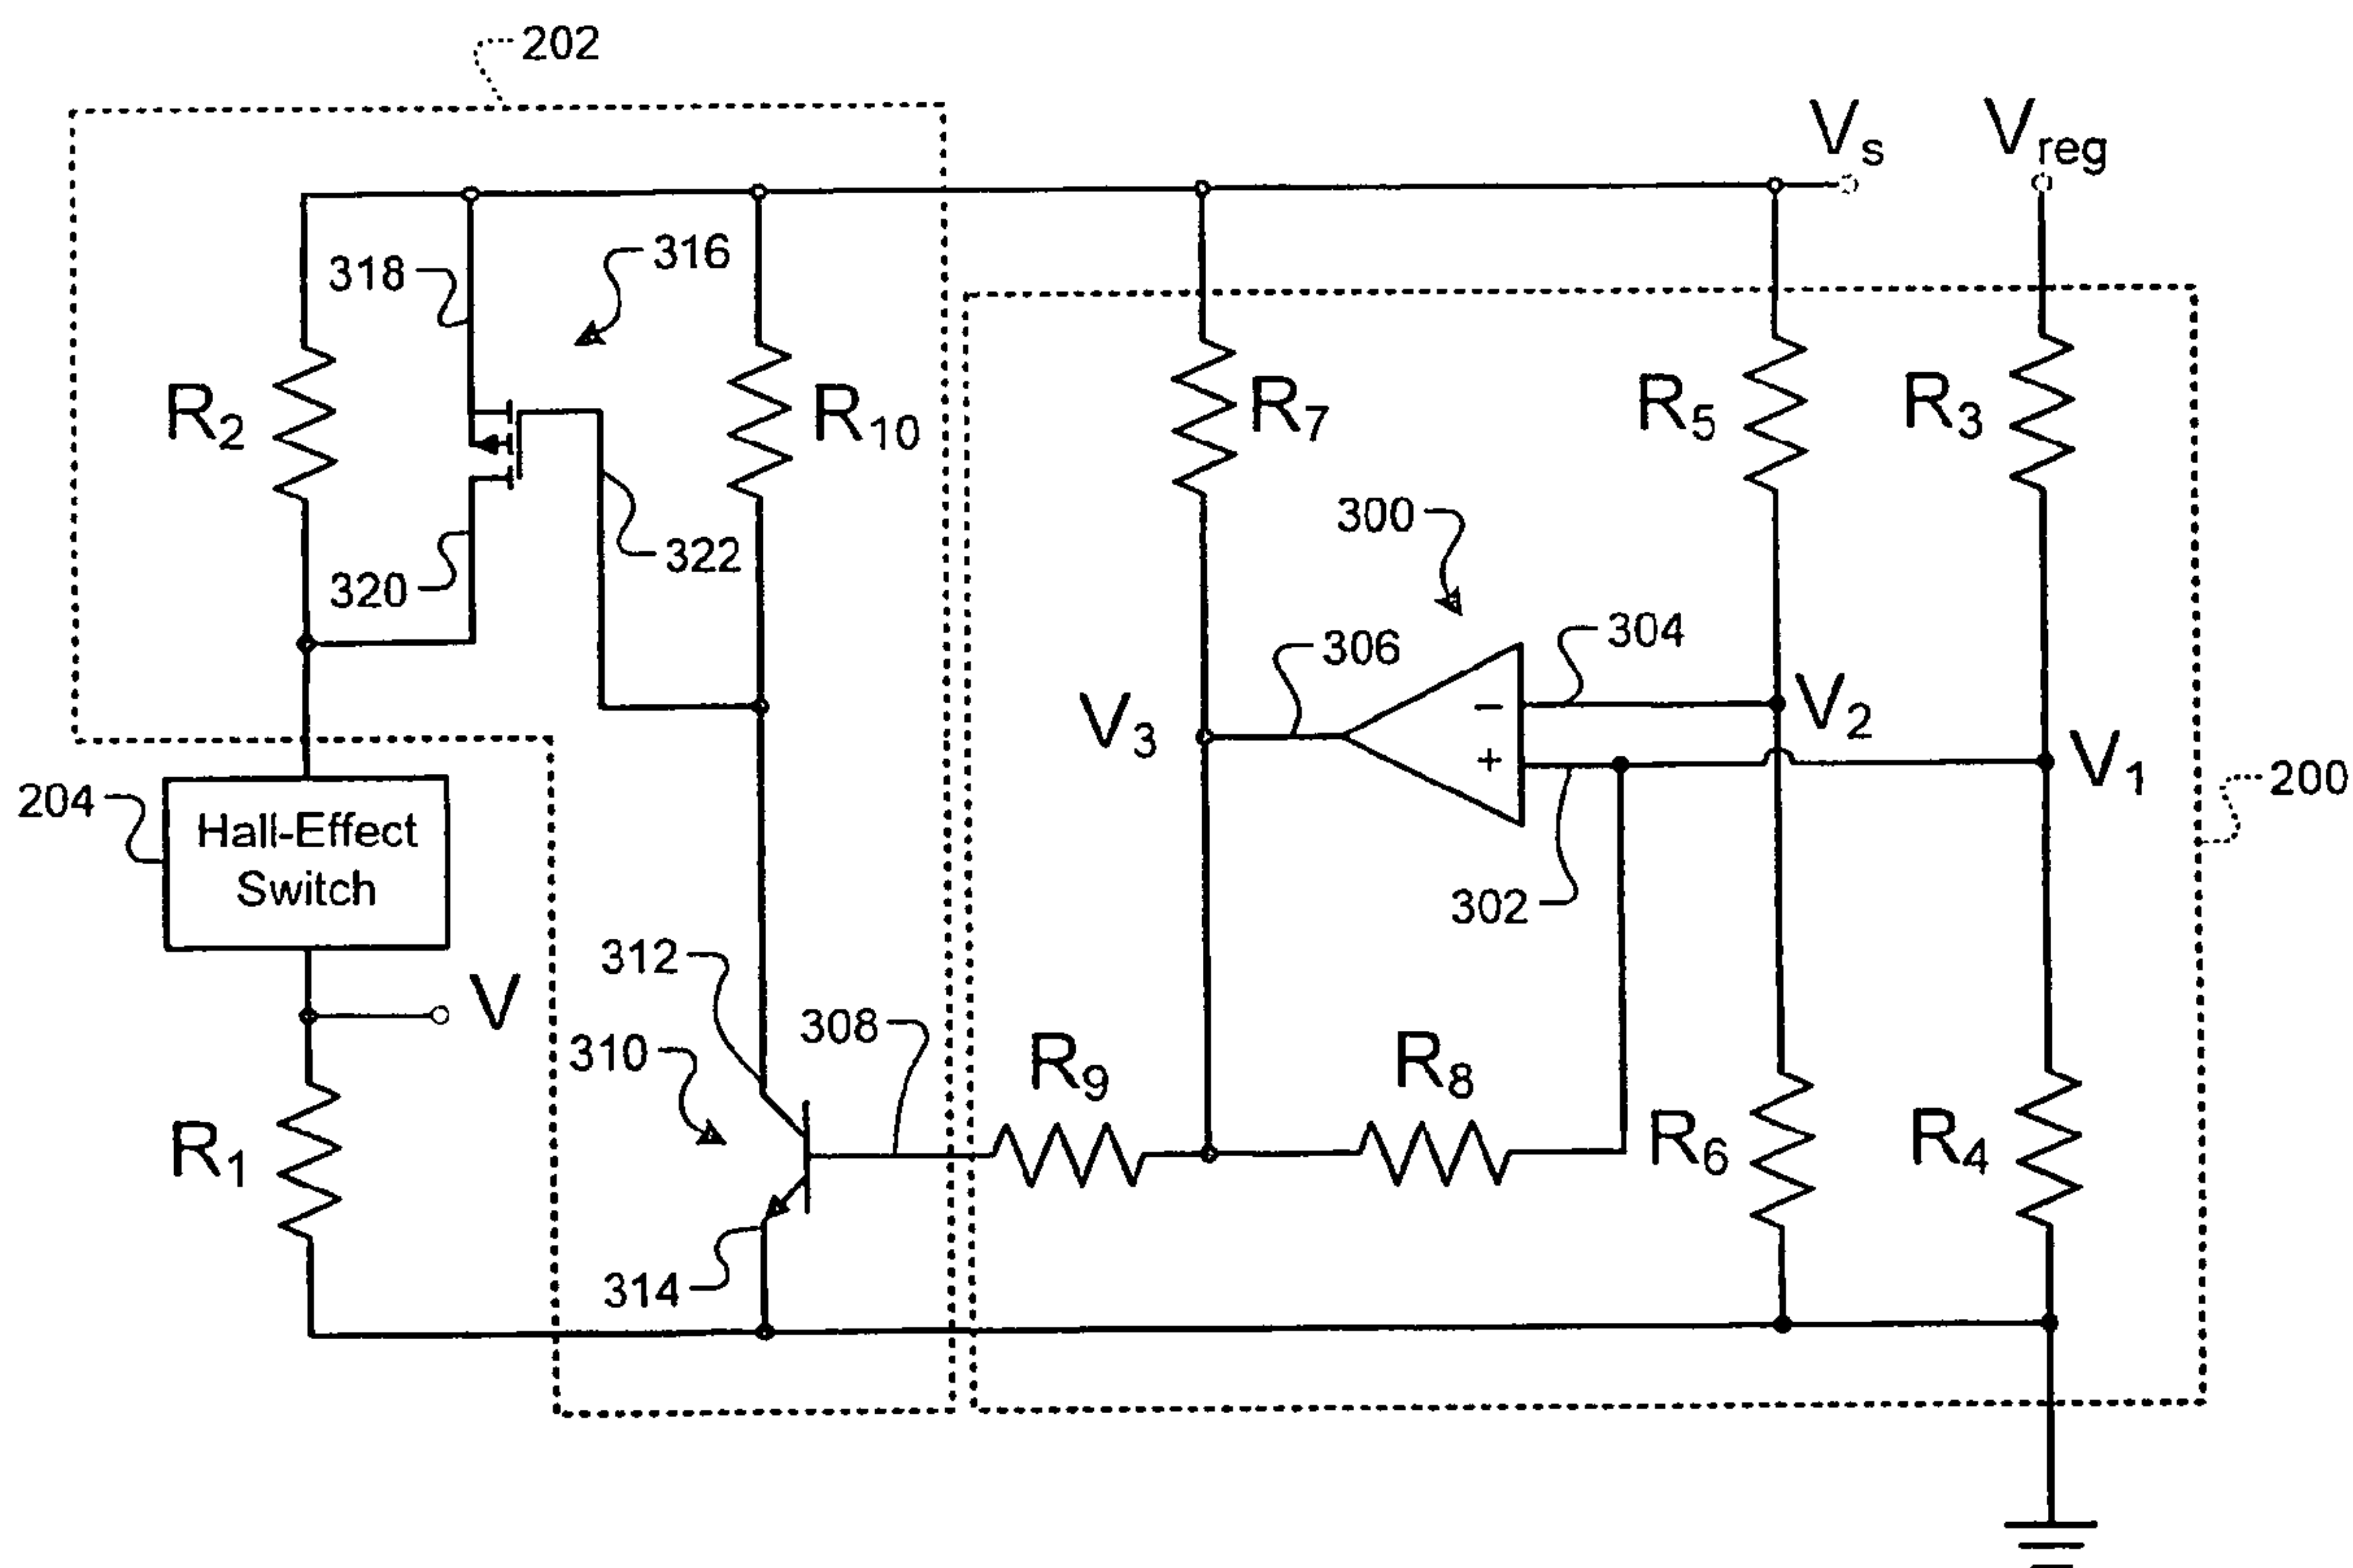 202
Vs
Vreg
316
318
R2
R10
R7
R5
R3
300
322
320
304
306
V3
V2
−
+
V1
200
204
Hall-Effect
Switch
302
312
V
308
310
R9
R8
R1
R6
R4
314